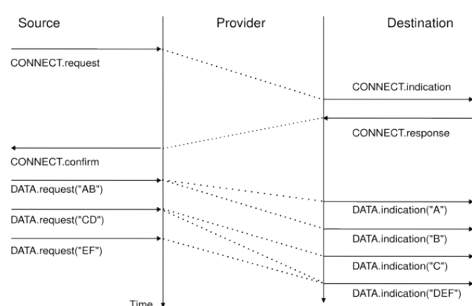 Source Provider Destination
CONNECT.request
CONNECT.indication
CONNECT.response
CONNECT.confirm
DATA.request("AB")
DATA.indication("A")
DATA.request("CD")
DATA.indication("B")
DATA.request("EF")
DATA.indication("C")
DATA.indication("DEF")
Time